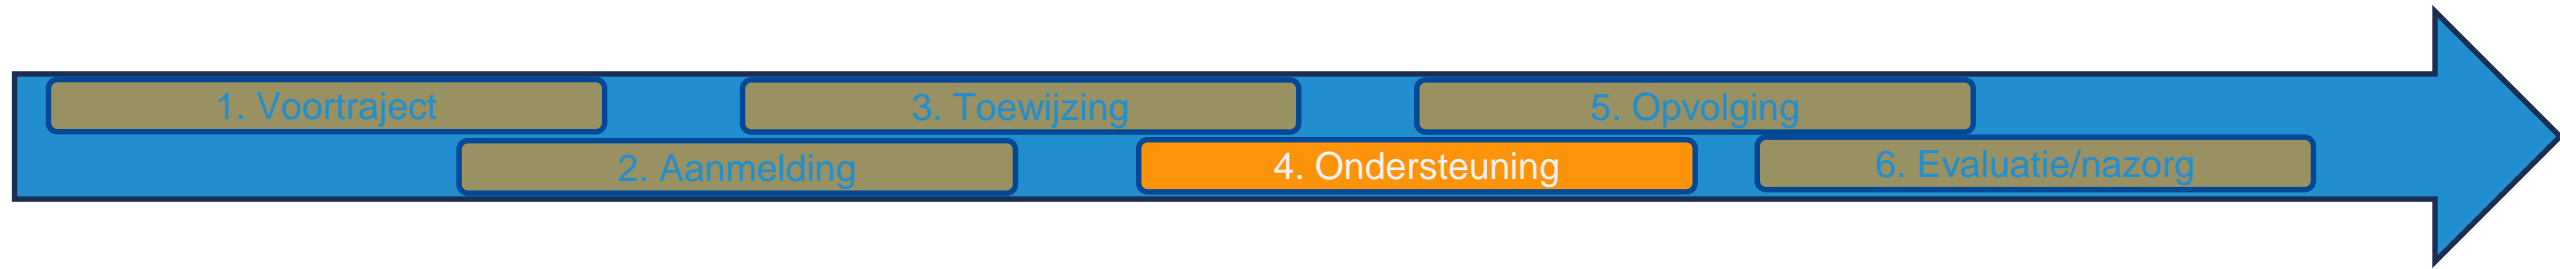 1. Voortraject
2. Aanmelding
3. Toewijzing
4. Ondersteuning
5. Opvolging
6. Evaluatie/nazorg